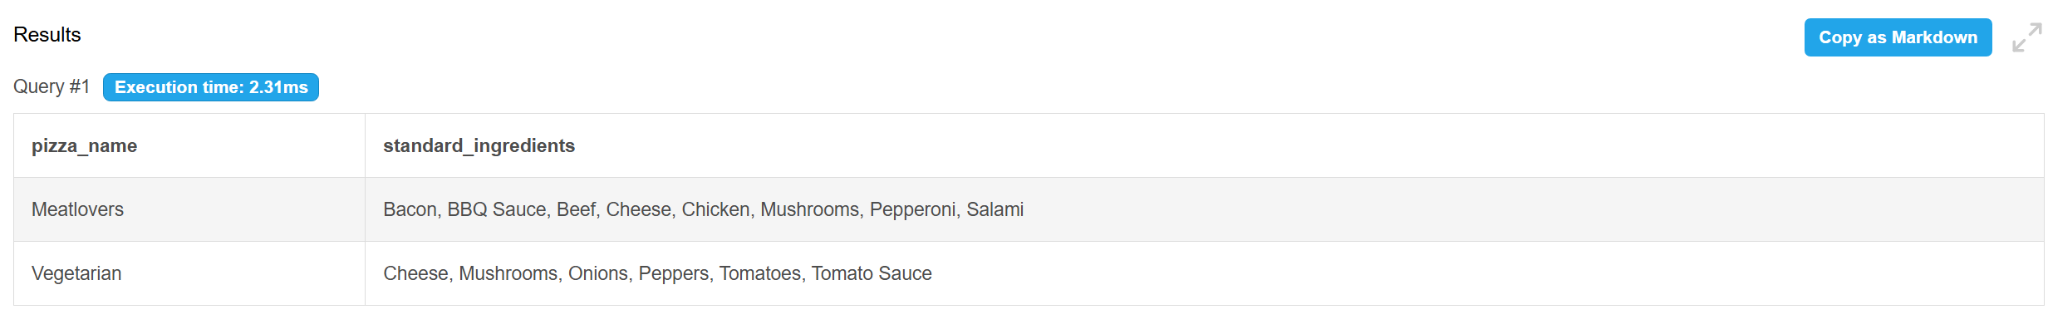 Results
Copy as Markdown
Query #1 Execution time: 2.31ms
pizza_name standard_ingredients
Meatlovers Bacon, BBQ Sauce, Beef, Cheese, Chicken, Mushrooms, Pepperoni, Salami
Vegetarian Cheese, Mushrooms, Onions, Peppers, Tomatoes, Tomato Sauce